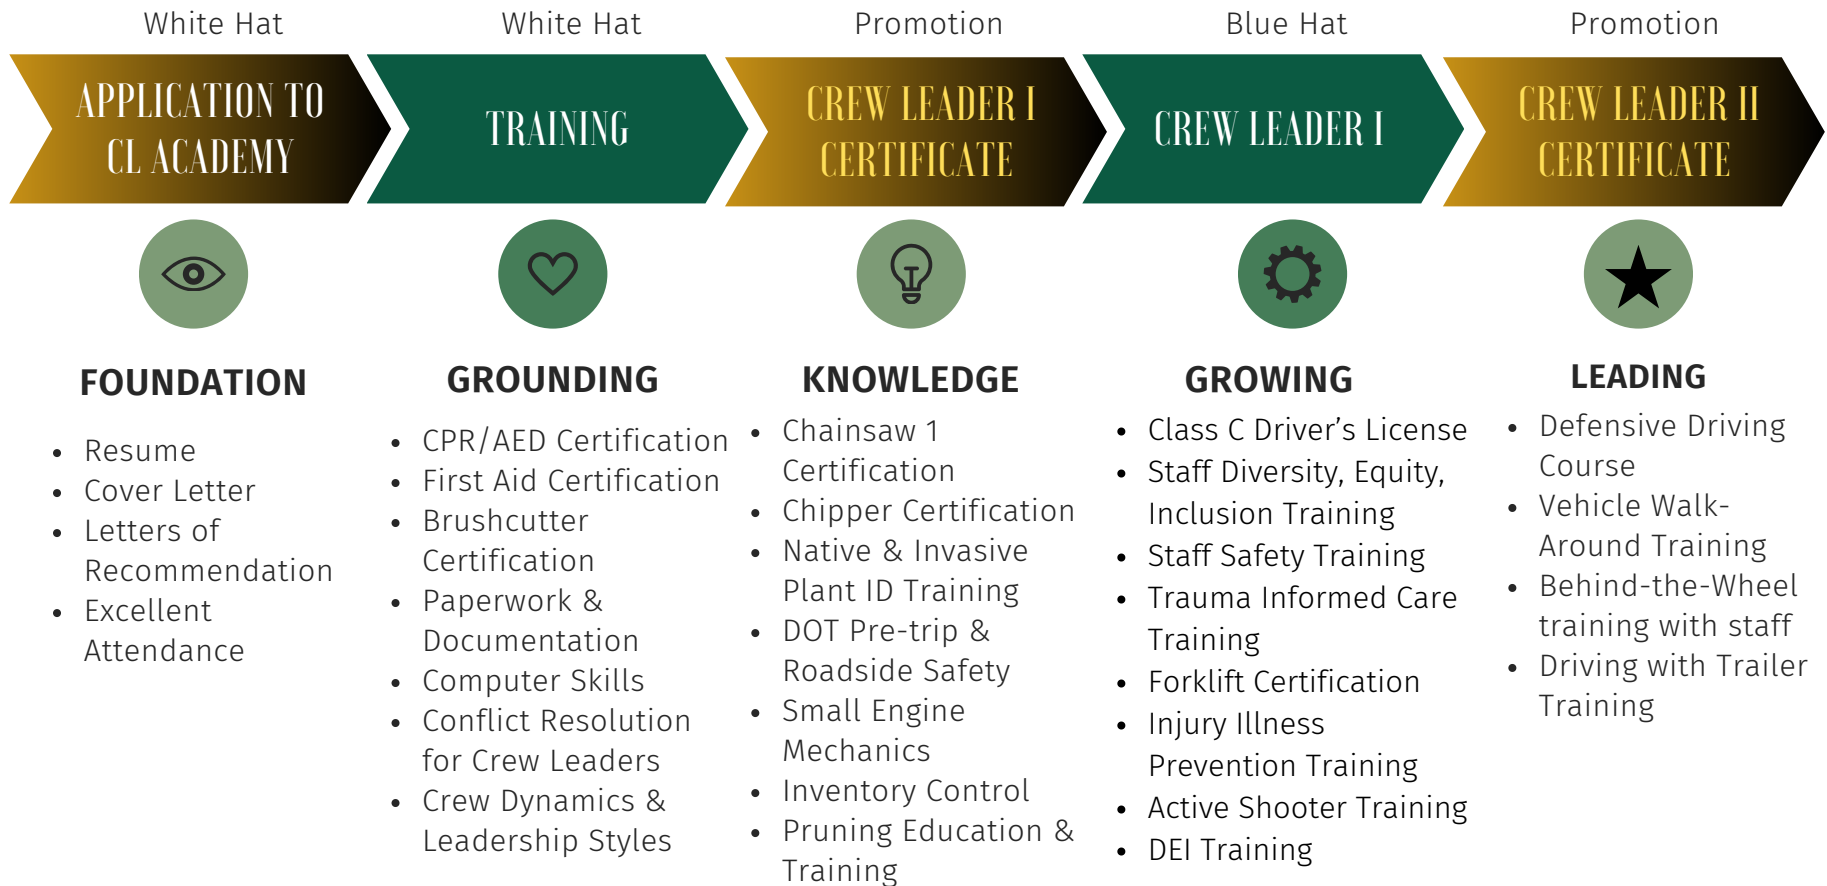 White Hat
White Hat
Promotion
Blue Hat
Promotion
APPLICATION TO
CL ACADEMY
TRAINING
CREW LEADER I
CERTIFICATE
CREW LEADER I
CREW LEADER II
CERTIFICATE
FOUNDATION
• Resume
• Cover Letter
• Letters of
Recommendation
• Excellent
Attendance
GROUNDING
• CPR/AED Certification
• First Aid Certification
• Brushcutter
Certification
• Paperwork &
Documentation
• Computer Skills
• Conflict Resolution
for Crew Leaders
• Crew Dynamics &
Leadership Styles
KNOWLEDGE
• Chainsaw 1
Certification
• Chipper Certification
• Native & Invasive
Plant ID Training
• DOT Pre-trip &
Roadside Safety
• Small Engine
Mechanics
• Inventory Control
• Pruning Education &
Training
GROWING
• Class C Driver’s License
• Staff Diversity, Equity,
Inclusion Training
• Staff Safety Training
• Trauma Informed Care
Training
• Forklift Certification
• Injury Illness
Prevention Training
• Active Shooter Training
• DEI Training
LEADING
• Defensive Driving
Course
• Vehicle Walk-
Around Training
• Behind-the-Wheel
training with staff
• Driving with Trailer
Training